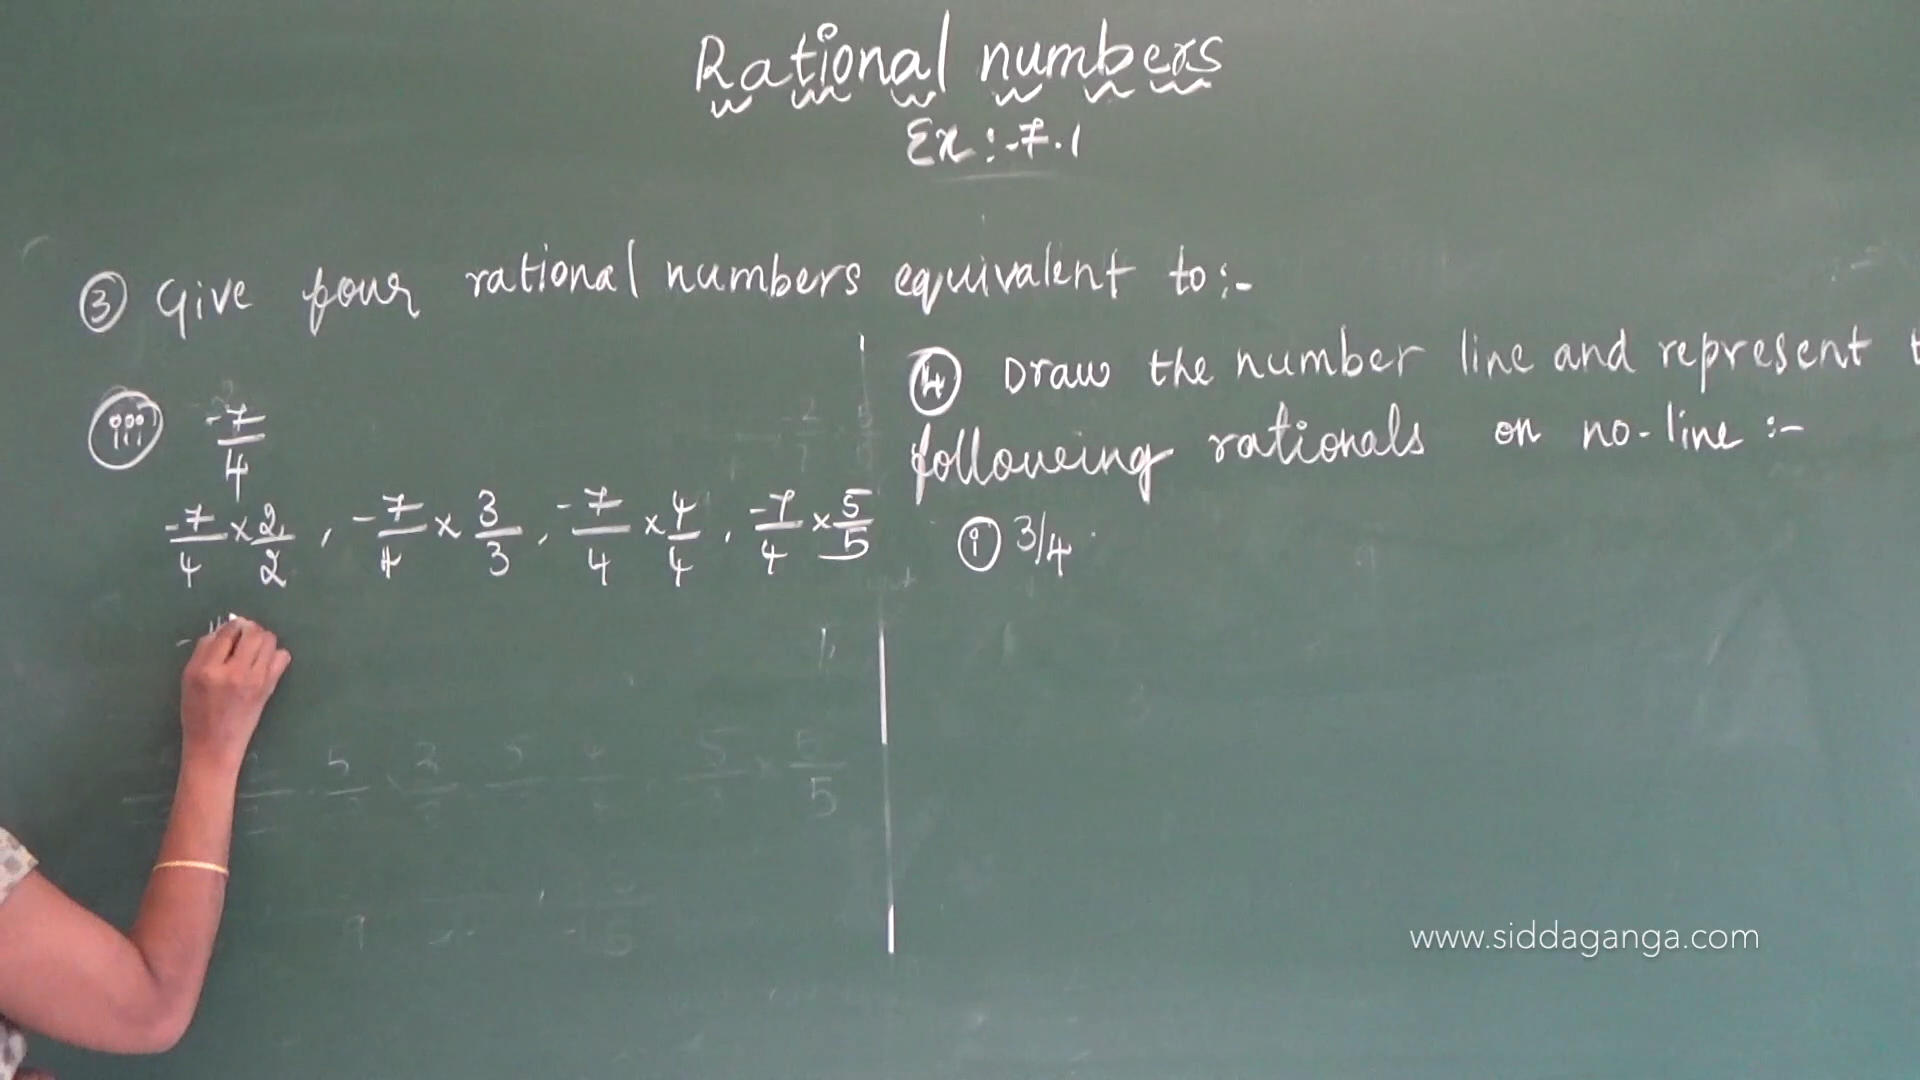 Rational numbers
Ex :- 7.1
③ Give four rational numbers equivalent to :-
iii) -7/4
-7/4 × 2/2 , -7/4 × 3/3 , -7/4 × 4/4 , -7/4 × 5/5
④ Draw the number line and represent t
following rationals on no-line :-
ⓘ 3/4
www.siddaganga.com